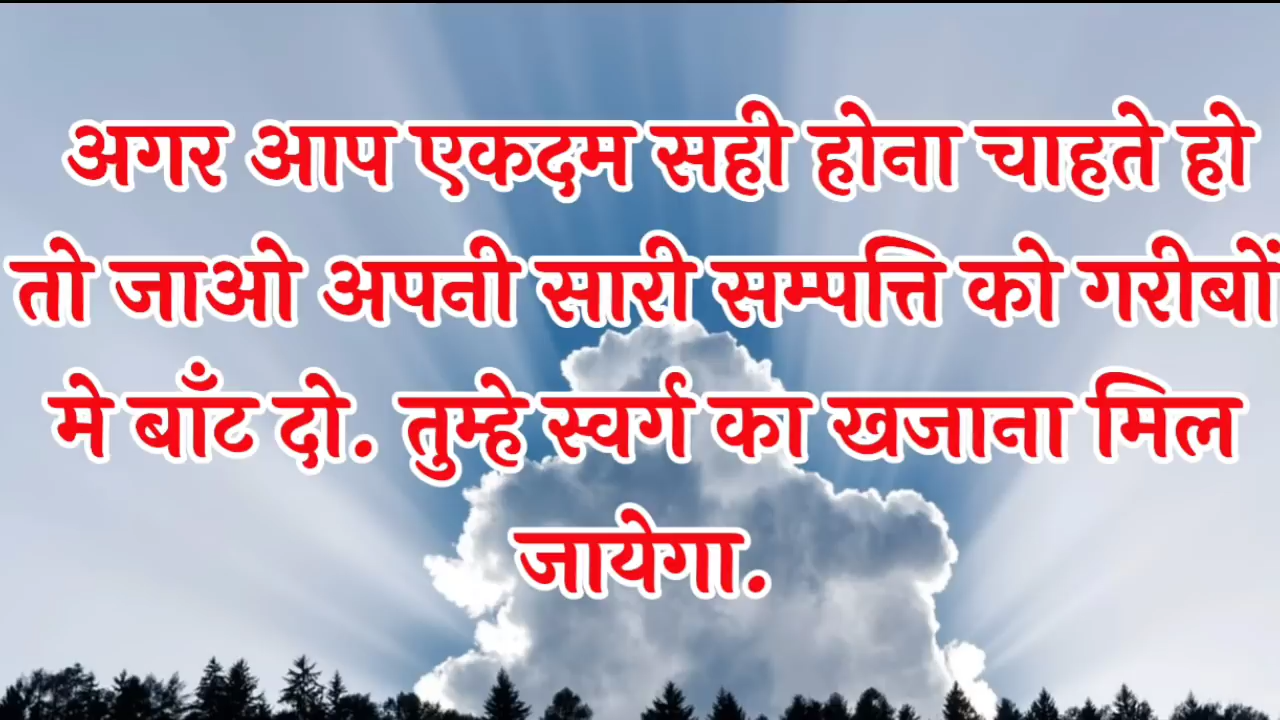 अगर आप एकदम सही होना चाहते हो
तो जाओ अपनी सारी सम्पत्ति को गरीबों
मे बाँट दो. तुम्हे स्वर्ग का खजाना मिल
जायेगा.